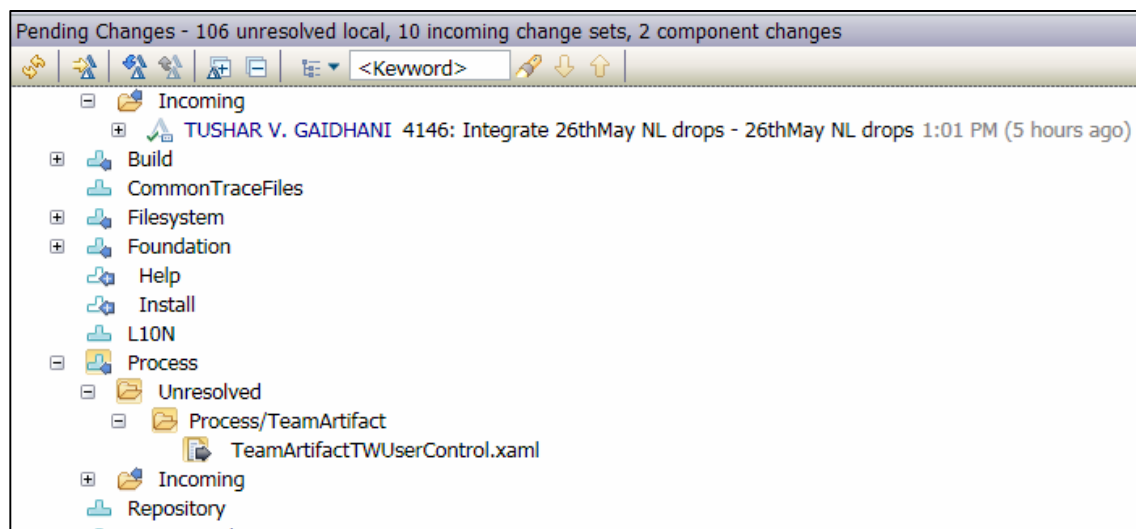 Pending Changes - 106 unresolved local, 10 incoming change sets, 2 component changes
<Keyword>
Incoming
TUSHAR V. GAIDHANI 4146: Integrate 26thMay NL drops - 26thMay NL drops 1:01 PM (5 hours ago)
Build
CommonTraceFiles
Filesystem
Foundation
Help
Install
L10N
Process
Unresolved
Process/TeamArtifact
TeamArtifactTWUserControl.xaml
Incoming
Repository